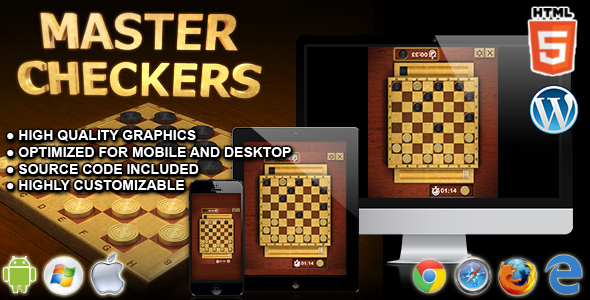 MASTER
CHECKERS
● HIGH QUALITY GRAPHICS
● OPTIMIZED FOR MOBILE AND DESKTOP
● SOURCE CODE INCLUDED
● HIGHLY CUSTOMIZABLE
HTML
5
W
00:33
01:14
01:14